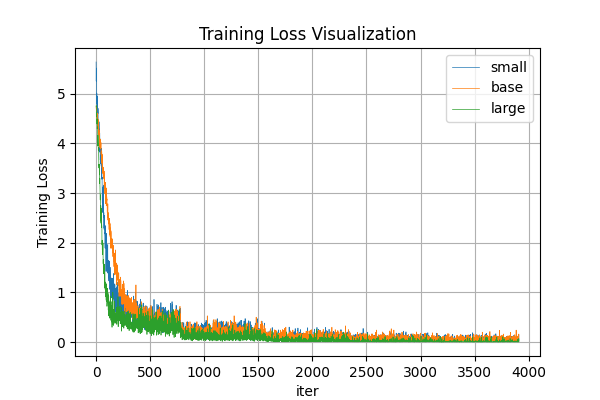 Training Loss Visualization
small
base
large
Training Loss
5
4
3
2
1
0
0 500 1000 1500 2000 2500 3000 3500 4000
iter